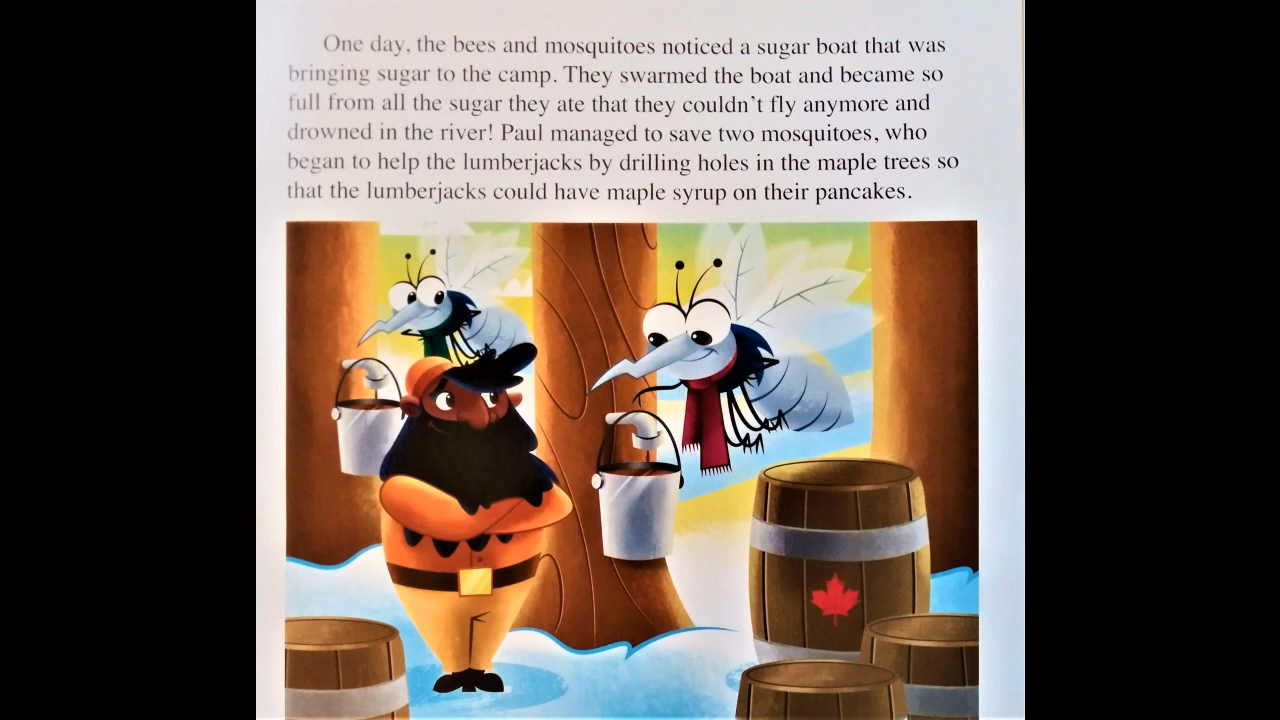 One day, the bees and mosquitoes noticed a sugar boat that was
bringing sugar to the camp. They swarmed the boat and became so
full from all the sugar they ate that they couldn't fly anymore and
drowned in the river! Paul managed to save two mosquitoes, who
began to help the lumberjacks by drilling holes in the maple trees so
that the lumberjacks could have maple syrup on their pancakes.